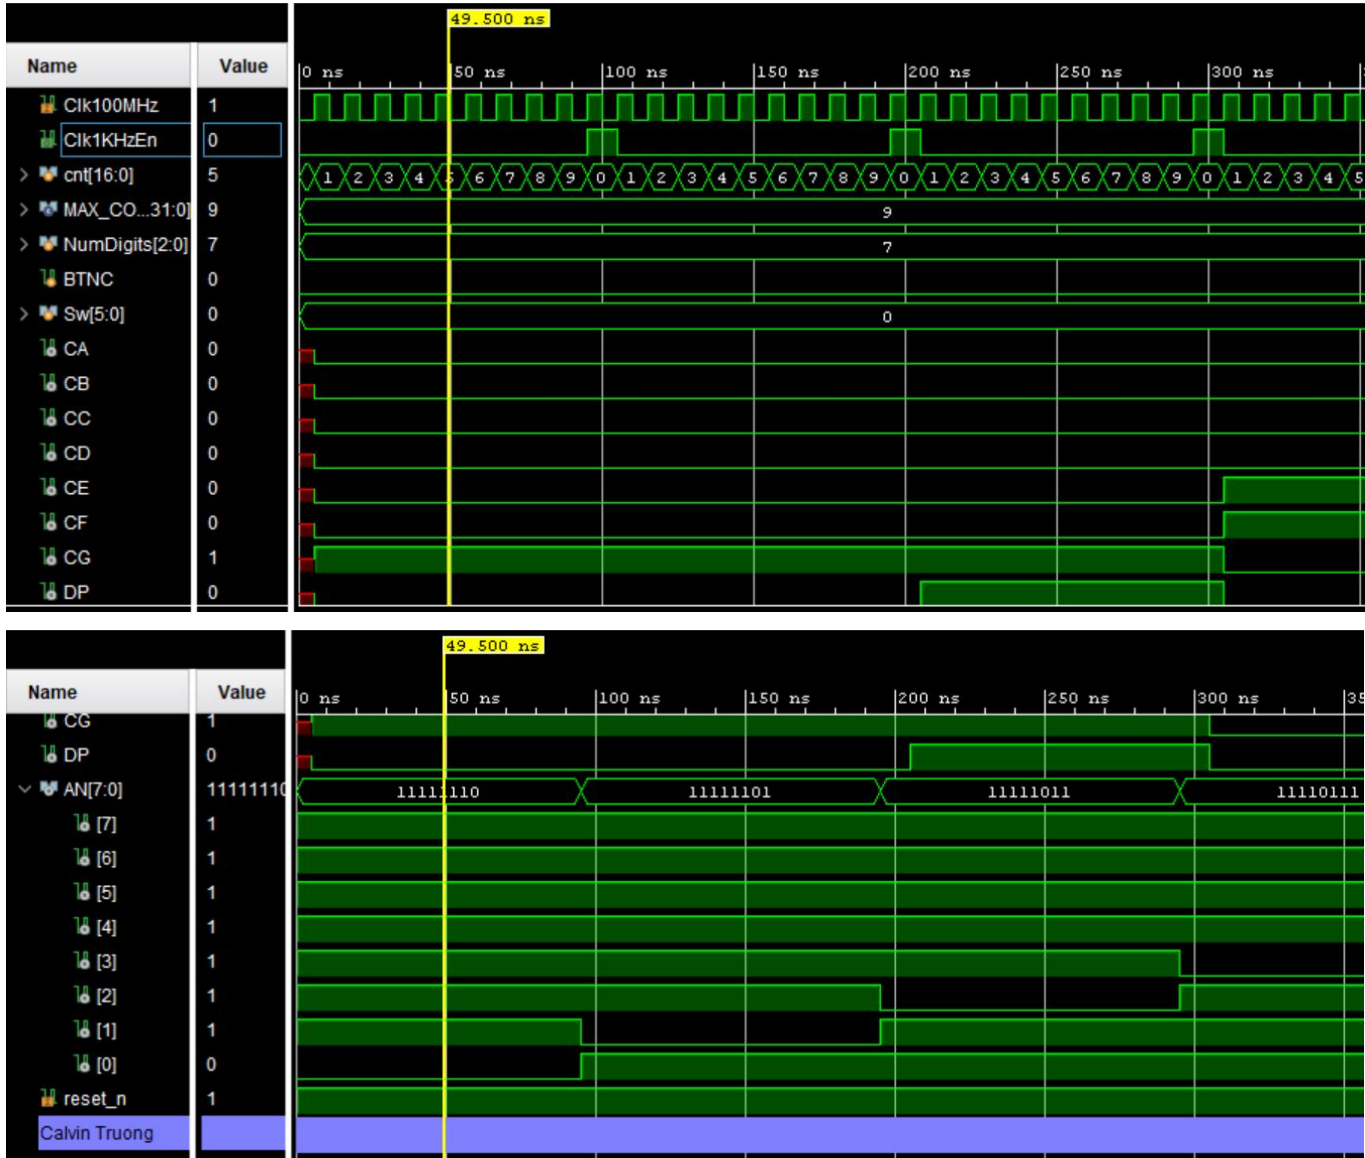 49.500 ns
Name Value 0 ns 50 ns 100 ns 150 ns 200 ns 250 ns 300 ns
Clk100MHz 1
Clk1KHzEn 0
> cnt[16:0] 5 1 2 3 4 5 6 7 8 9 0 1 2 3 4 5 6 7 8 9 0 1 2 3 4 5 6 7 8 9 0 1 2 3 4 5
> MAX_CO...31:0] 9 9
> NumDigits[2:0] 7 7
BTNC 0
> Sw[5:0] 0 0
CA 0
CB 0
CC 0
CD 0
CE 0
CF 0
CG 1
DP 0
49.500 ns
Name Value 0 ns 50 ns 100 ns 150 ns 200 ns 250 ns 300 ns 35
CG 1
DP 0
AN[7:0] 11111110 11111110 11111101 11111011 11110111
[7] 1
[6] 1
[5] 1
[4] 1
[3] 1
[2] 1
[1] 1
[0] 0
reset_n 1
Calvin Truong